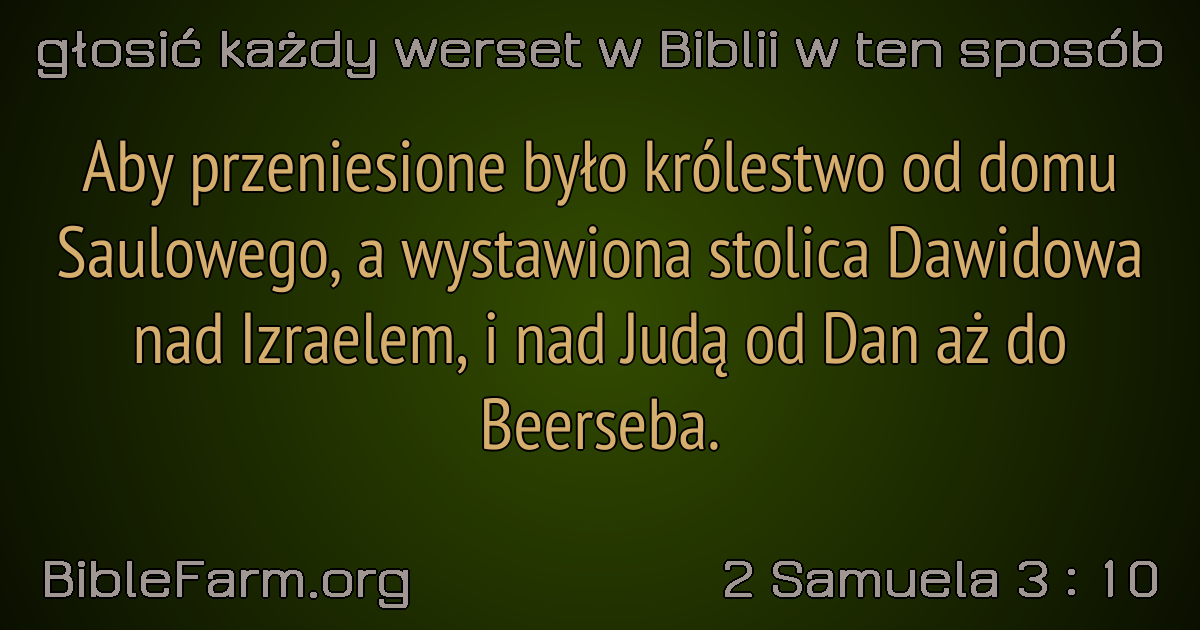 głosić każdy werset w Biblii w ten sposób
Aby przeniesione było królestwo od domu
Saulowego, a wystawiona stolica Dawidowa
nad Izraelem, i nad Judą od Dan aż do
Beerseba.
BibleFarm.org
2 Samuela 3 : 10